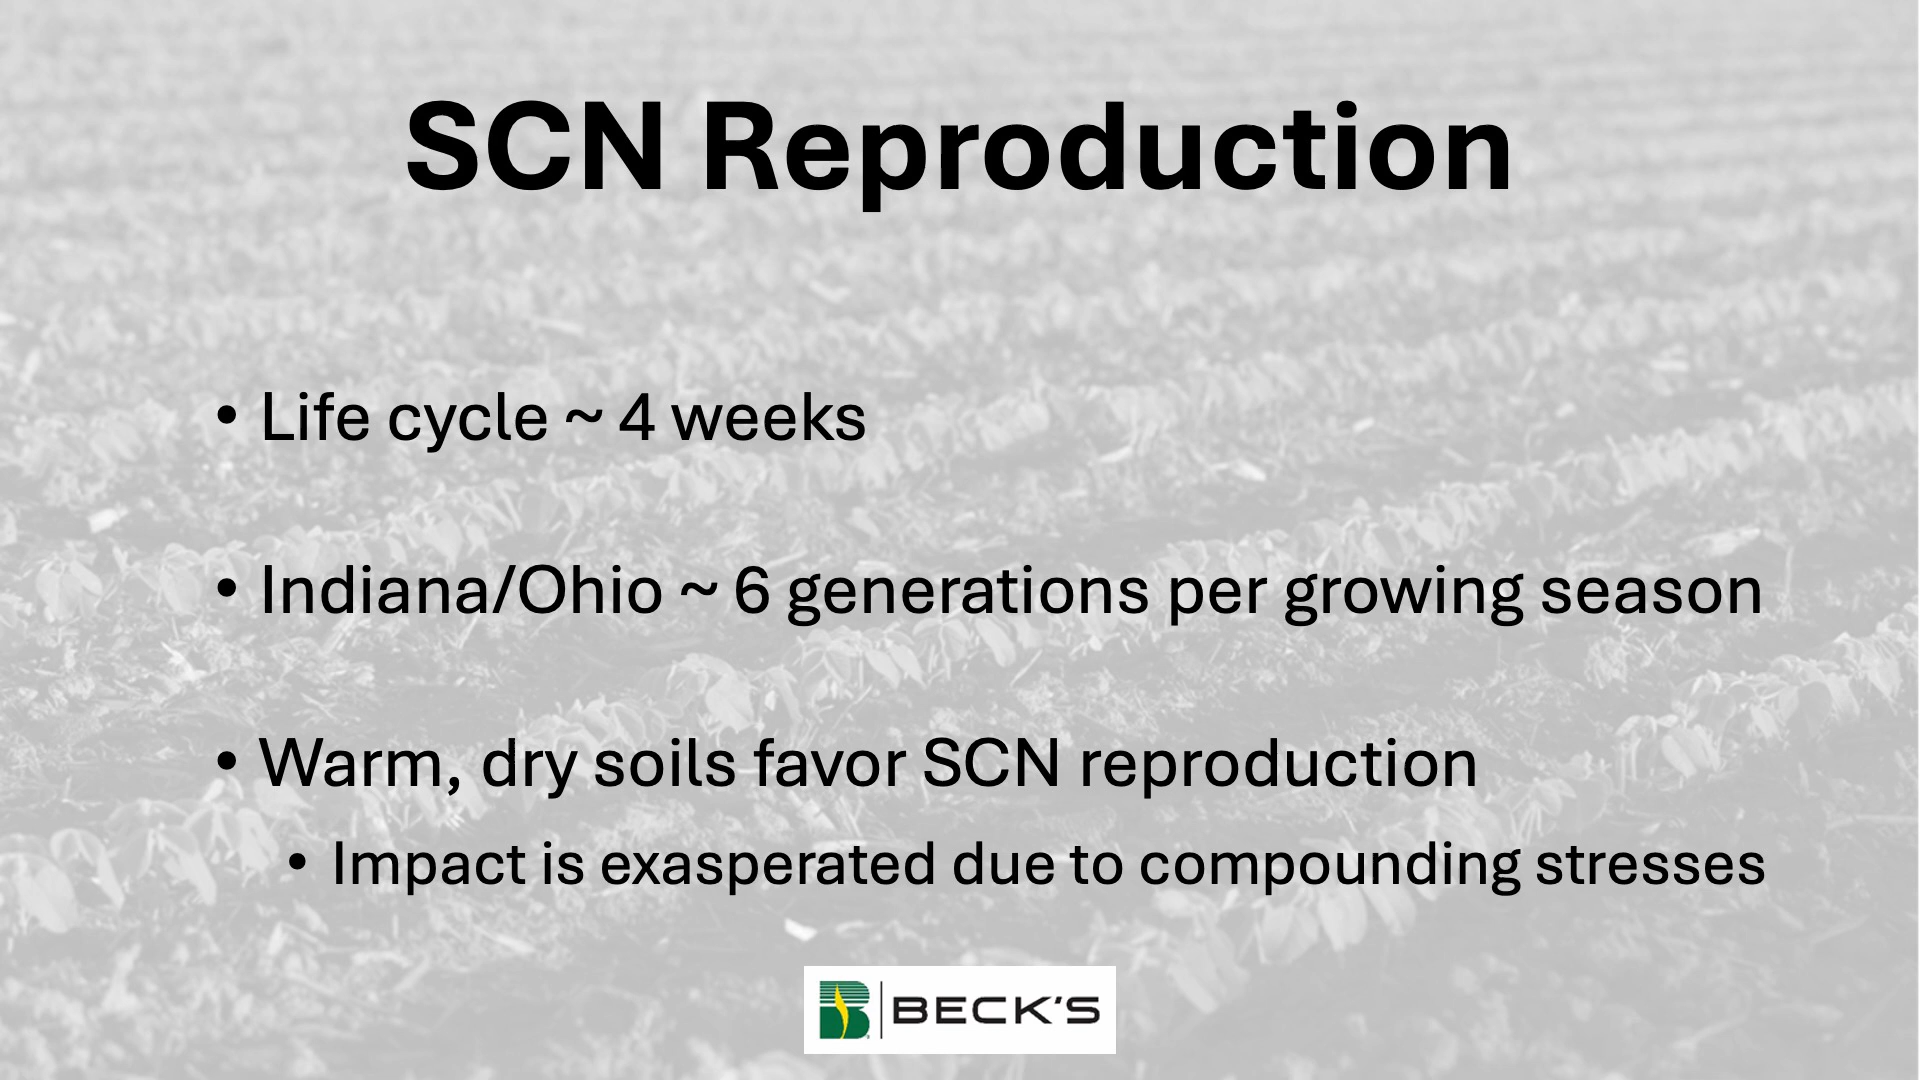 SCN Reproduction
• Life cycle ~ 4 weeks
• Indiana/Ohio ~ 6 generations per growing season
• Warm, dry soils favor SCN reproduction
• Impact is exasperated due to compounding stresses
BECK'S